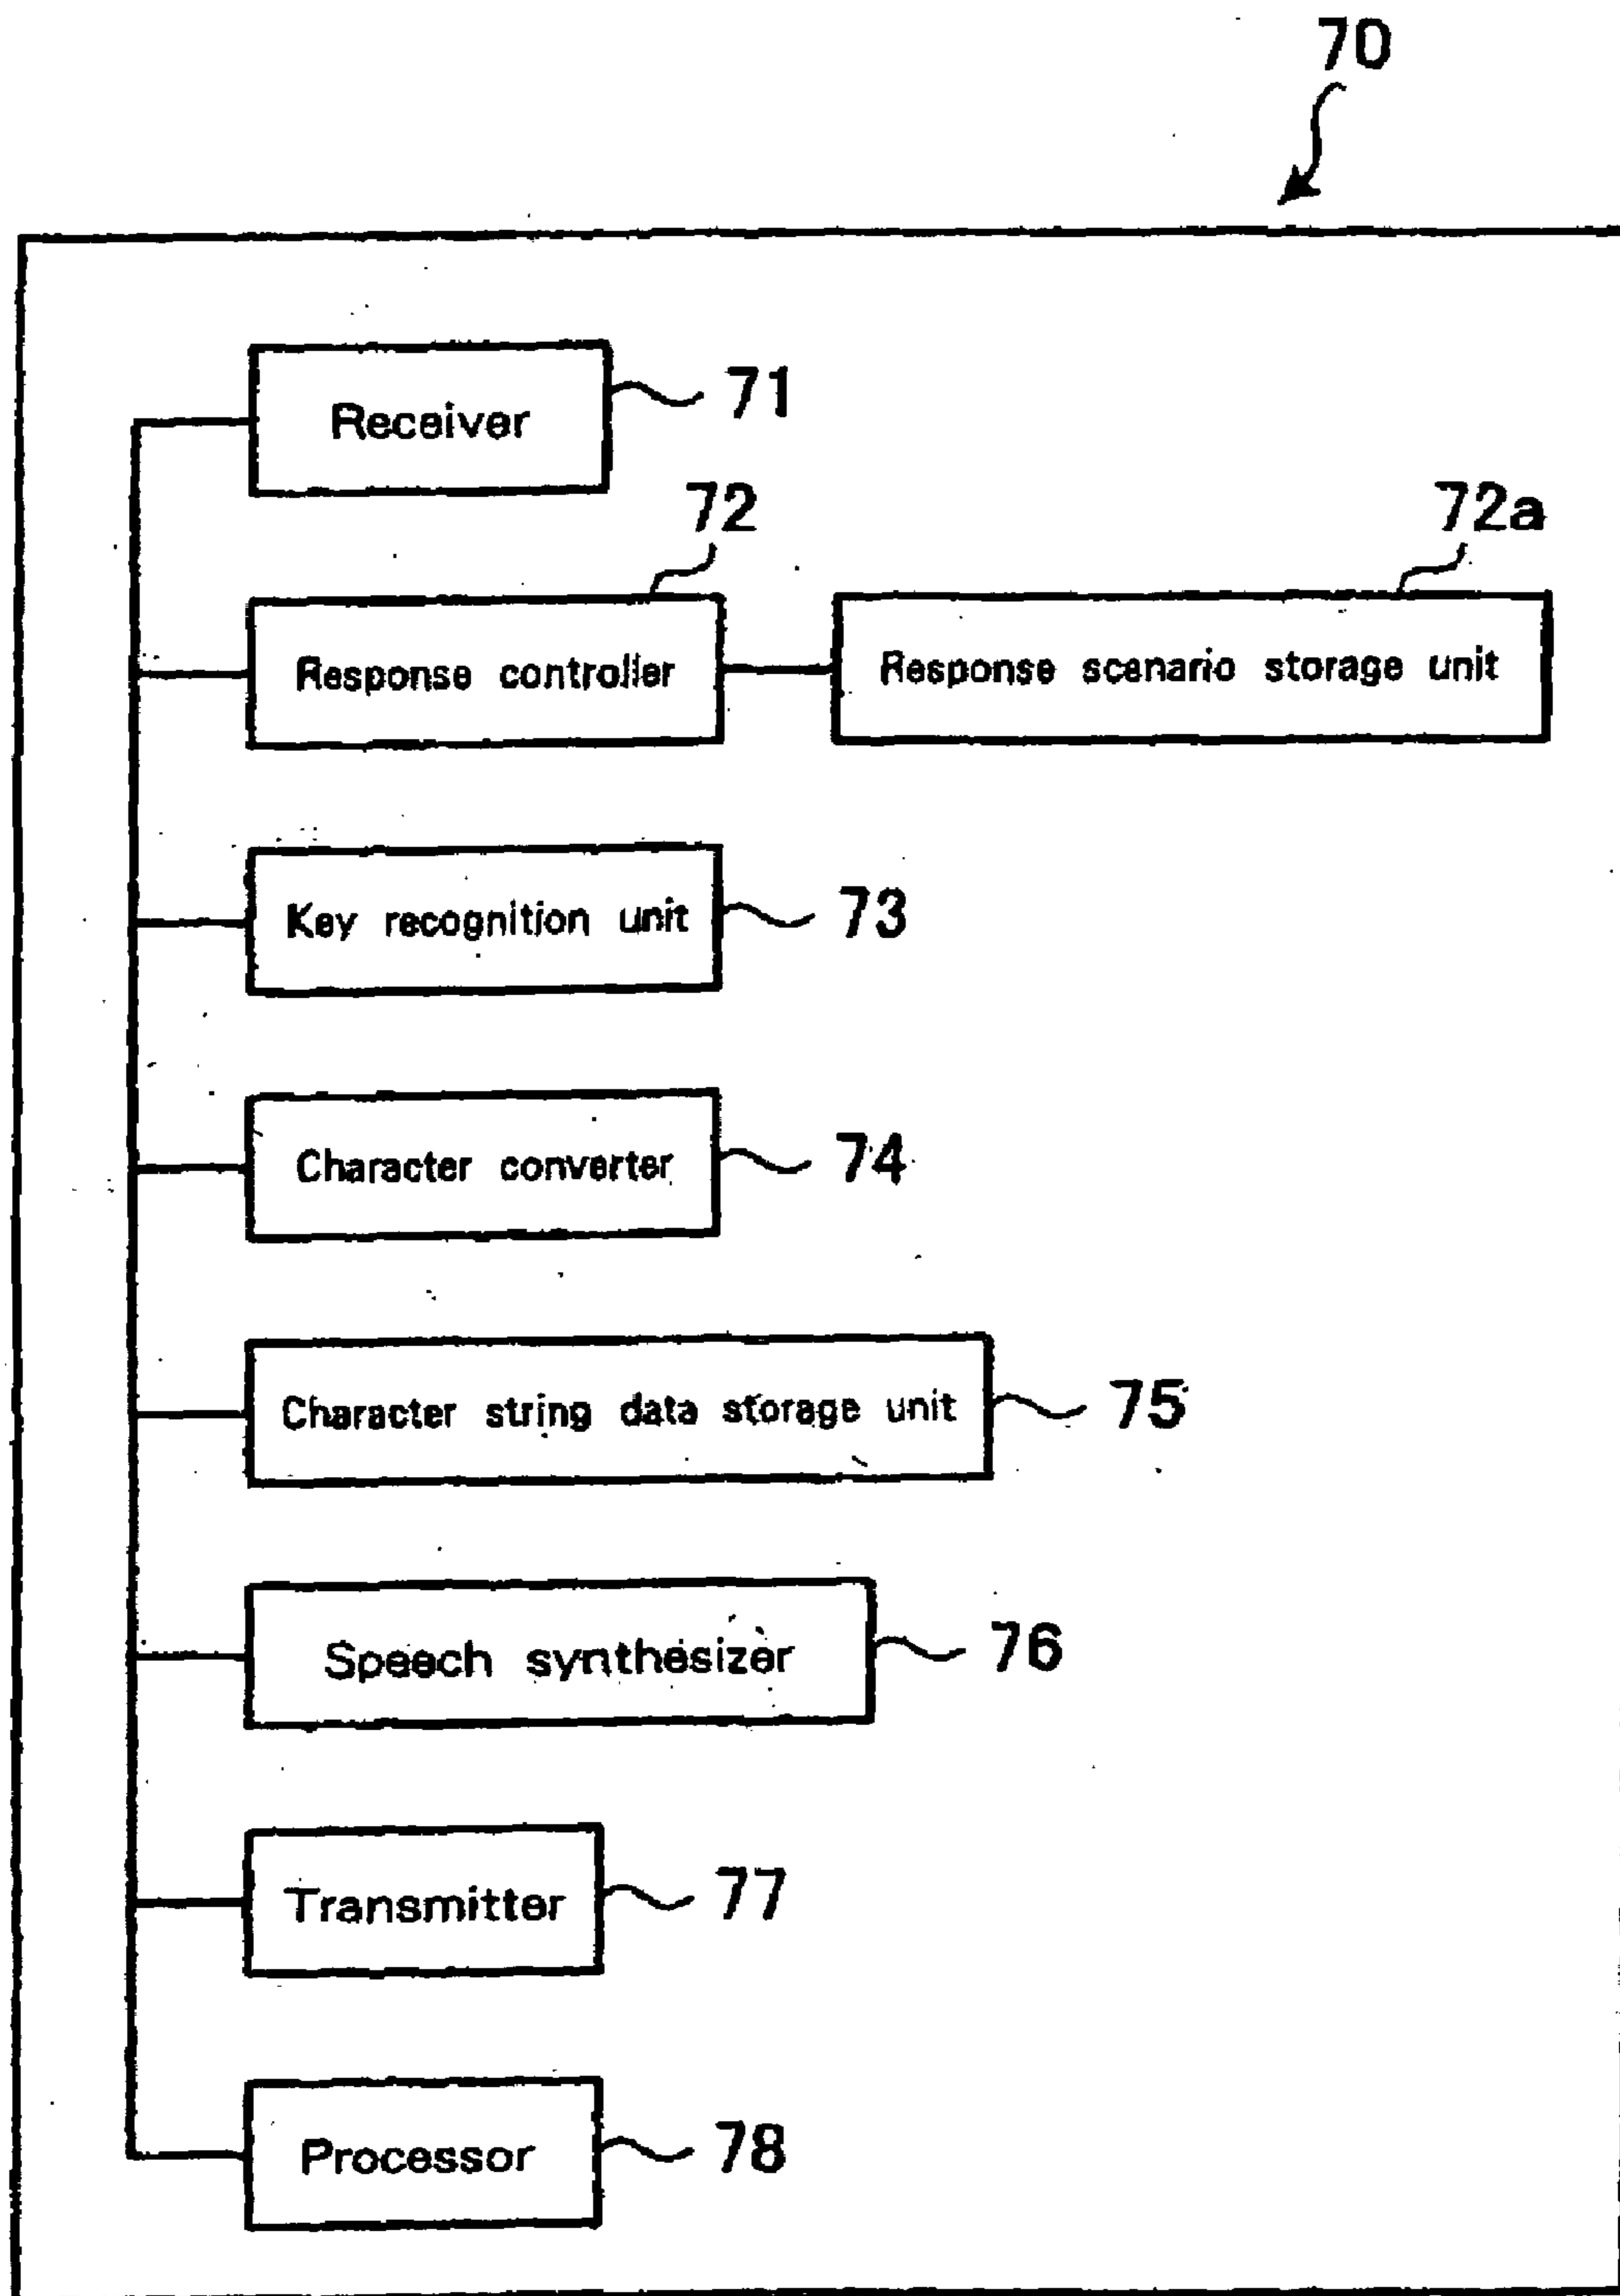 70
Receiver
71
72
72a
Response controller
Response scenario storage unit
Key recognition unit
73
Character converter
74
Character string data storage unit
75
Speech synthesizer
76
Transmitter
77
Processor
78